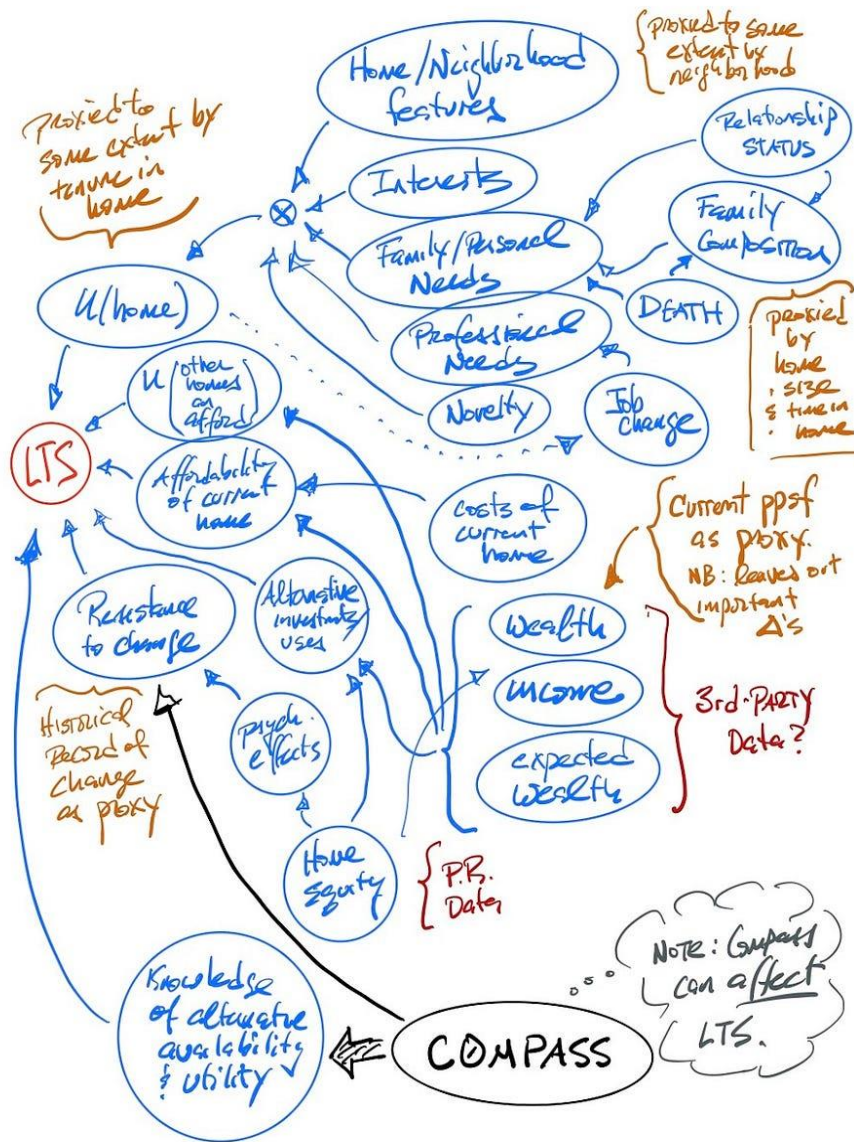 Home/Neighborhood
features
{ proxied to some
extent by
neighborhood
proxied to
some extent by
tenure in
home
Relationship
STATUS
Interests
Family
Composition
Family/Personal
Needs
U(home)
DEATH
Professional
Needs
proxied
by
home
size
& time in
home
U (other
homes
can
afford)
Novelty
Job
change
LTS
Affordability
of current
home
costs of
current
home
Current ppsf
as proxy.
NB: leaves out
important
Δ's
Resistance
to change
Alternative
investments/
uses
Wealth
income
expected
wealth
3rd-PARTY
Data?
Historical
Record of
change
as proxy
psych.
effects
Home
Equity
P.R.
Data
NOTE: Compass
can affect
LTS.
Knowledge
of alternative
availability
& utility
COMPASS